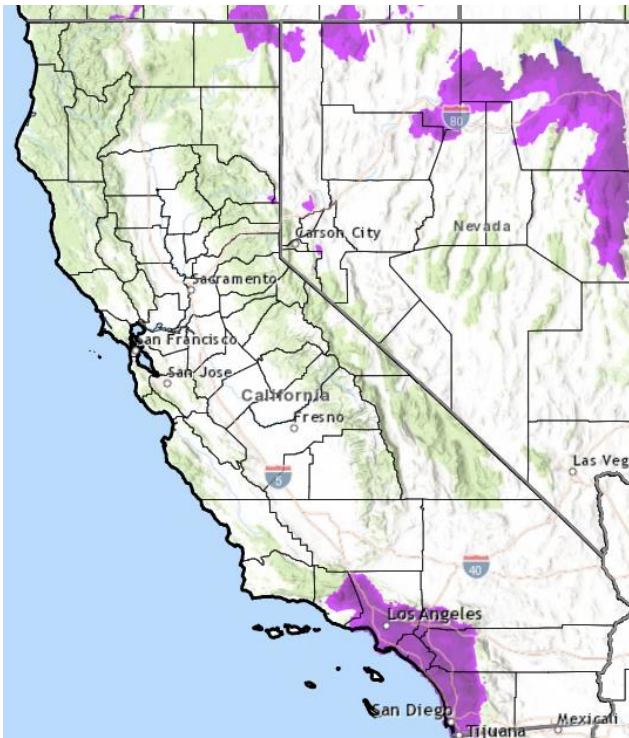 80
Carson City
Nevada
Sacramento
San Francisco
San Jose
California
Fresno
5
Las Veg
40
Los Angeles
San Diego
Tijuana
Mexicali